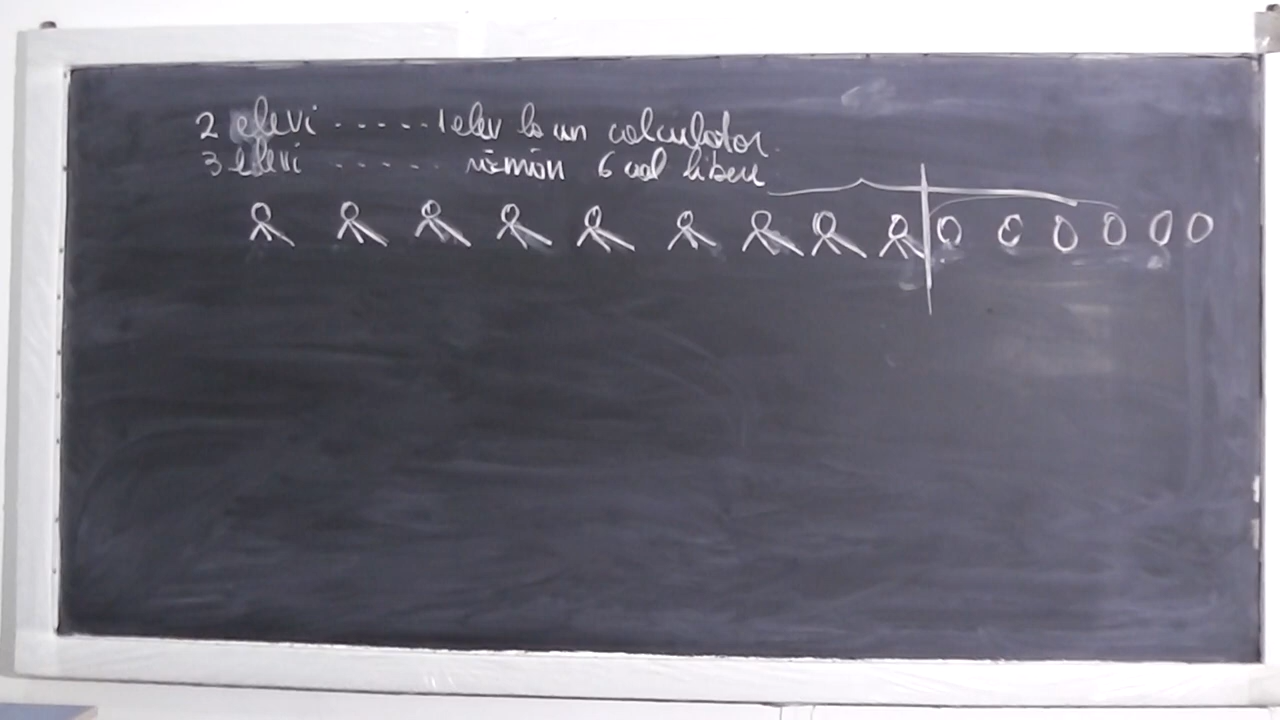 2 elevi ..... 1 elev la un calculator.
3 elevi ...... rămân 6 cal libere